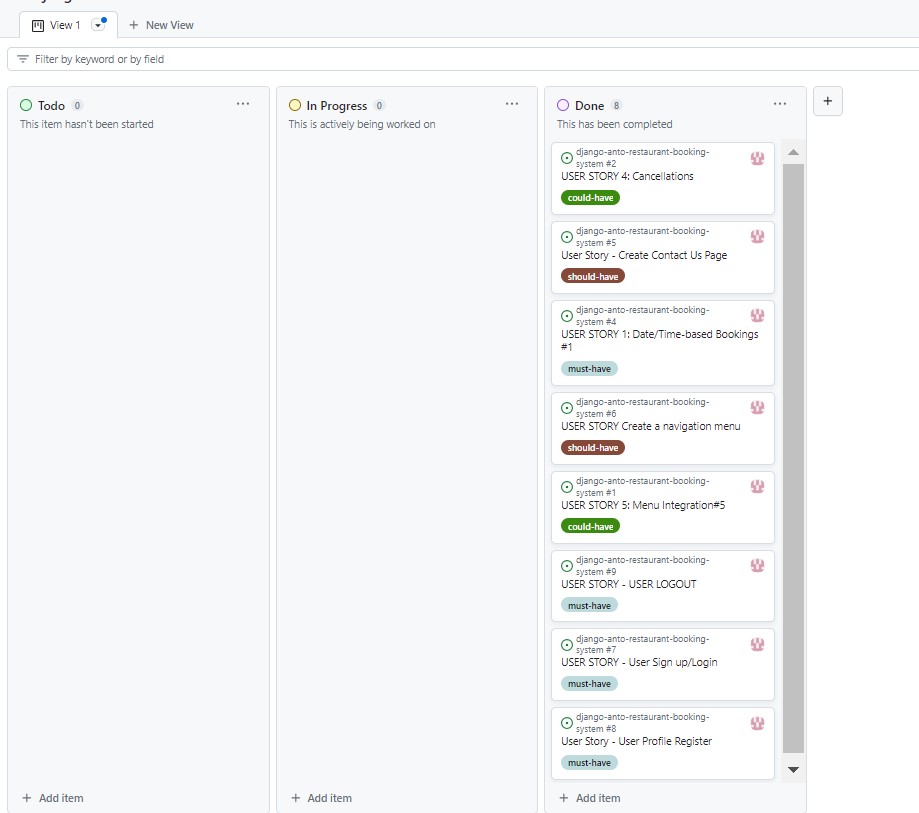 View 1
New View
Filter by keyword or by field
Todo 0
This item hasn't been started
Add item
In Progress 0
This is actively being worked on
Add item
Done 8
This has been completed
django-anto-restaurant-booking-
system #2
USER STORY 4: Cancellations
could-have
django-anto-restaurant-booking-
system #5
User Story - Create Contact Us Page
should-have
django-anto-restaurant-booking-
system #4
USER STORY 1: Date/Time-based Bookings
#1
must-have
django-anto-restaurant-booking-
system #6
USER STORY Create a navigation menu
should-have
django-anto-restaurant-booking-
system #1
USER STORY 5: Menu Integration#5
could-have
django-anto-restaurant-booking-
system #9
USER STORY - USER LOGOUT
must-have
django-anto-restaurant-booking-
system #7
USER STORY - User Sign up/Login
must-have
django-anto-restaurant-booking-
system #8
User Story - User Profile Register
must-have
Add item